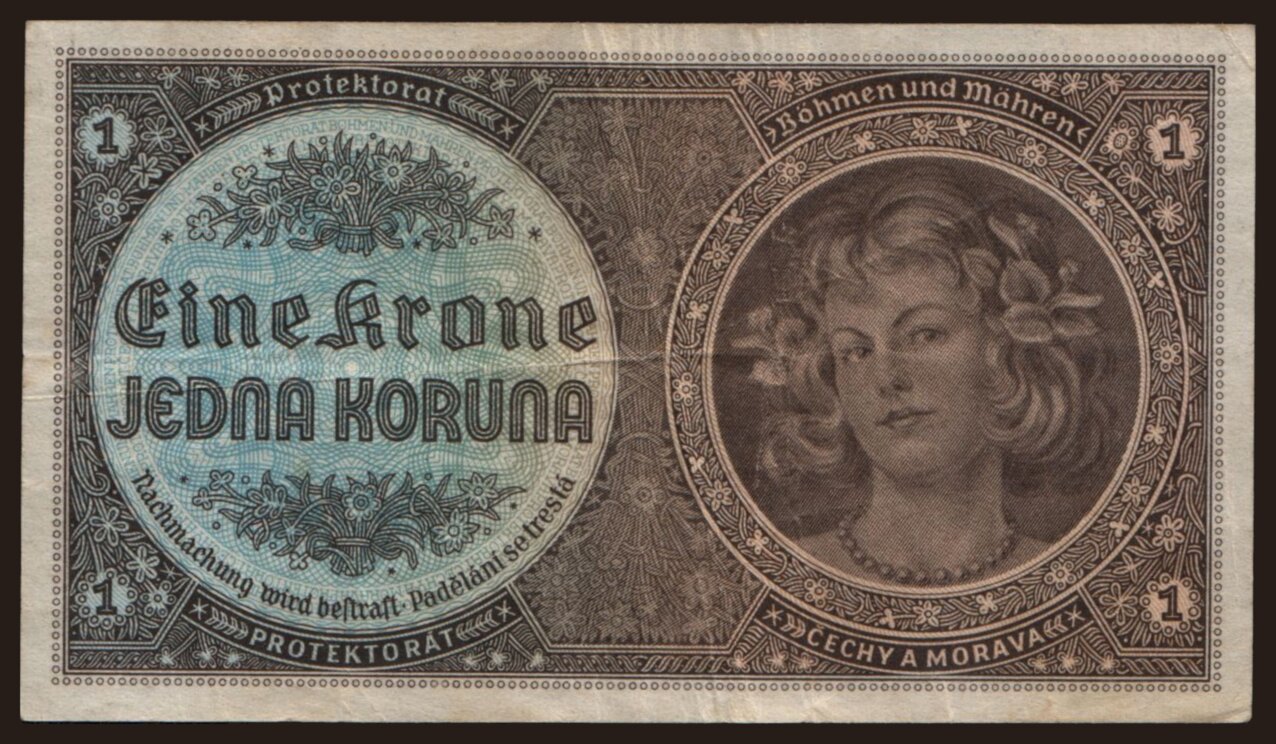 Protektorat
Böhmen und Mähren
1
1
Eine Krone
JEDNA KORUNA
Nachmachung wird bestraft · Padělání se trestá
1
1
PROTEKTORÁT
ČECHY A MORAVA